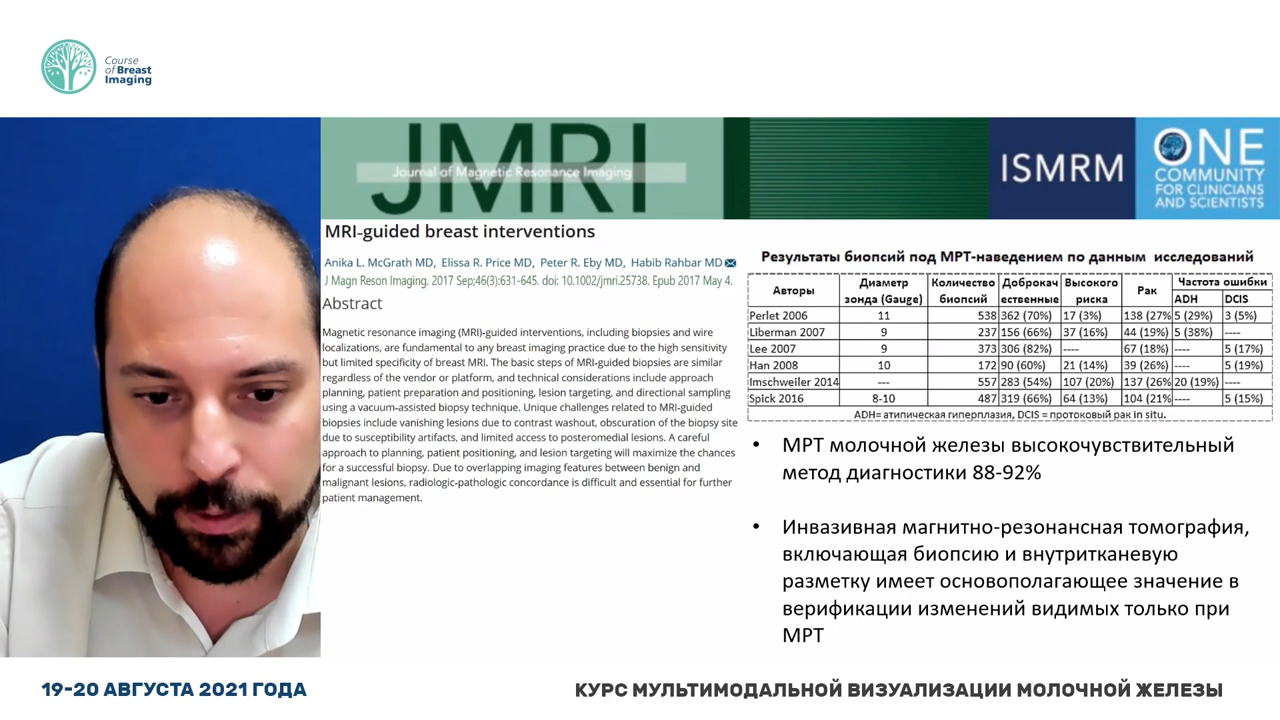 Course
of Breast
Imaging
JMRI
Journal of Magnetic Resonance Imaging
ISMRM
ONE
COMMUNITY
FOR CLINICIANS
AND SCIENTISTS
MRI-guided breast interventions
Anika L. McGrath MD, Elissa R. Price MD, Peter R. Eby MD, Habib Rahbar MD
J Magn Reson Imaging. 2017 Sep;46(3):631-645. doi: 10.1002/jmri.25738. Epub 2017 May 4.
Abstract
Magnetic resonance imaging (MRI)-guided interventions, including biopsies and wire
localizations, are fundamental to any breast imaging practice due to the high sensitivity
but limited specificity of breast MRI. The basic steps of MRI-guided biopsies are similar
regardless of the vendor or platform, and technical considerations include approach
planning, patient preparation and positioning, lesion targeting, and directional sampling
using a vacuum-assisted biopsy technique. Unique challenges related to MRI-guided
biopsies include vanishing lesions due to contrast washout, obscuration of the biopsy site
due to susceptibility artifacts, and limited access to posteromedial lesions. A careful
approach to planning, patient positioning, and lesion targeting will maximize the chances
for a successful biopsy. Due to overlapping imaging features between benign and
malignant lesions, radiologic-pathologic concordance is difficult and essential for further
patient management.
Результаты биопсий под МРТ-наведением по данным исследований
Авторы Диаметр зонда (Gauge) Количество биопсий Доброкач ественные Высокого риска Рак Частота ошибки
ADH DCIS
Perlet 2006 11 538 362 (70%) 17 (3%) 138 (27% 5 (29%) 3 (5%)
Liberman 2007 9 237 156 (66%) 37 (16%) 44 (19%) 5 (38%) ----
Lee 2007 9 373 306 (82%) ---- 67 (18%) ---- 5 (17%)
Han 2008 10 172 90 (60%) 21 (14%) 39 (26%) ---- 5 (19%)
Imschweiler 2014 --- 557 283 (54%) 107 (20%) 137 (26% 20 (19%) ----
Spick 2016 8-10 487 319 (66%) 64 (13%) 104 (21% ---- 5 (15%)
ADH= атипическая гиперплазия, DCIS = протоковый рак in situ.
• МРТ молочной железы высокочувствительный
метод диагностики 88-92%
• Инвазивная магнитно-резонансная томография,
включающая биопсию и внутритканевую
разметку имеет основополагающее значение в
верификации изменений видимых только при
МРТ
19-20 АВГУСТА 2021 ГОДА
КУРС МУЛЬТИМОДАЛЬНОЙ ВИЗУАЛИЗАЦИИ МОЛОЧНОЙ ЖЕЛЕЗЫ